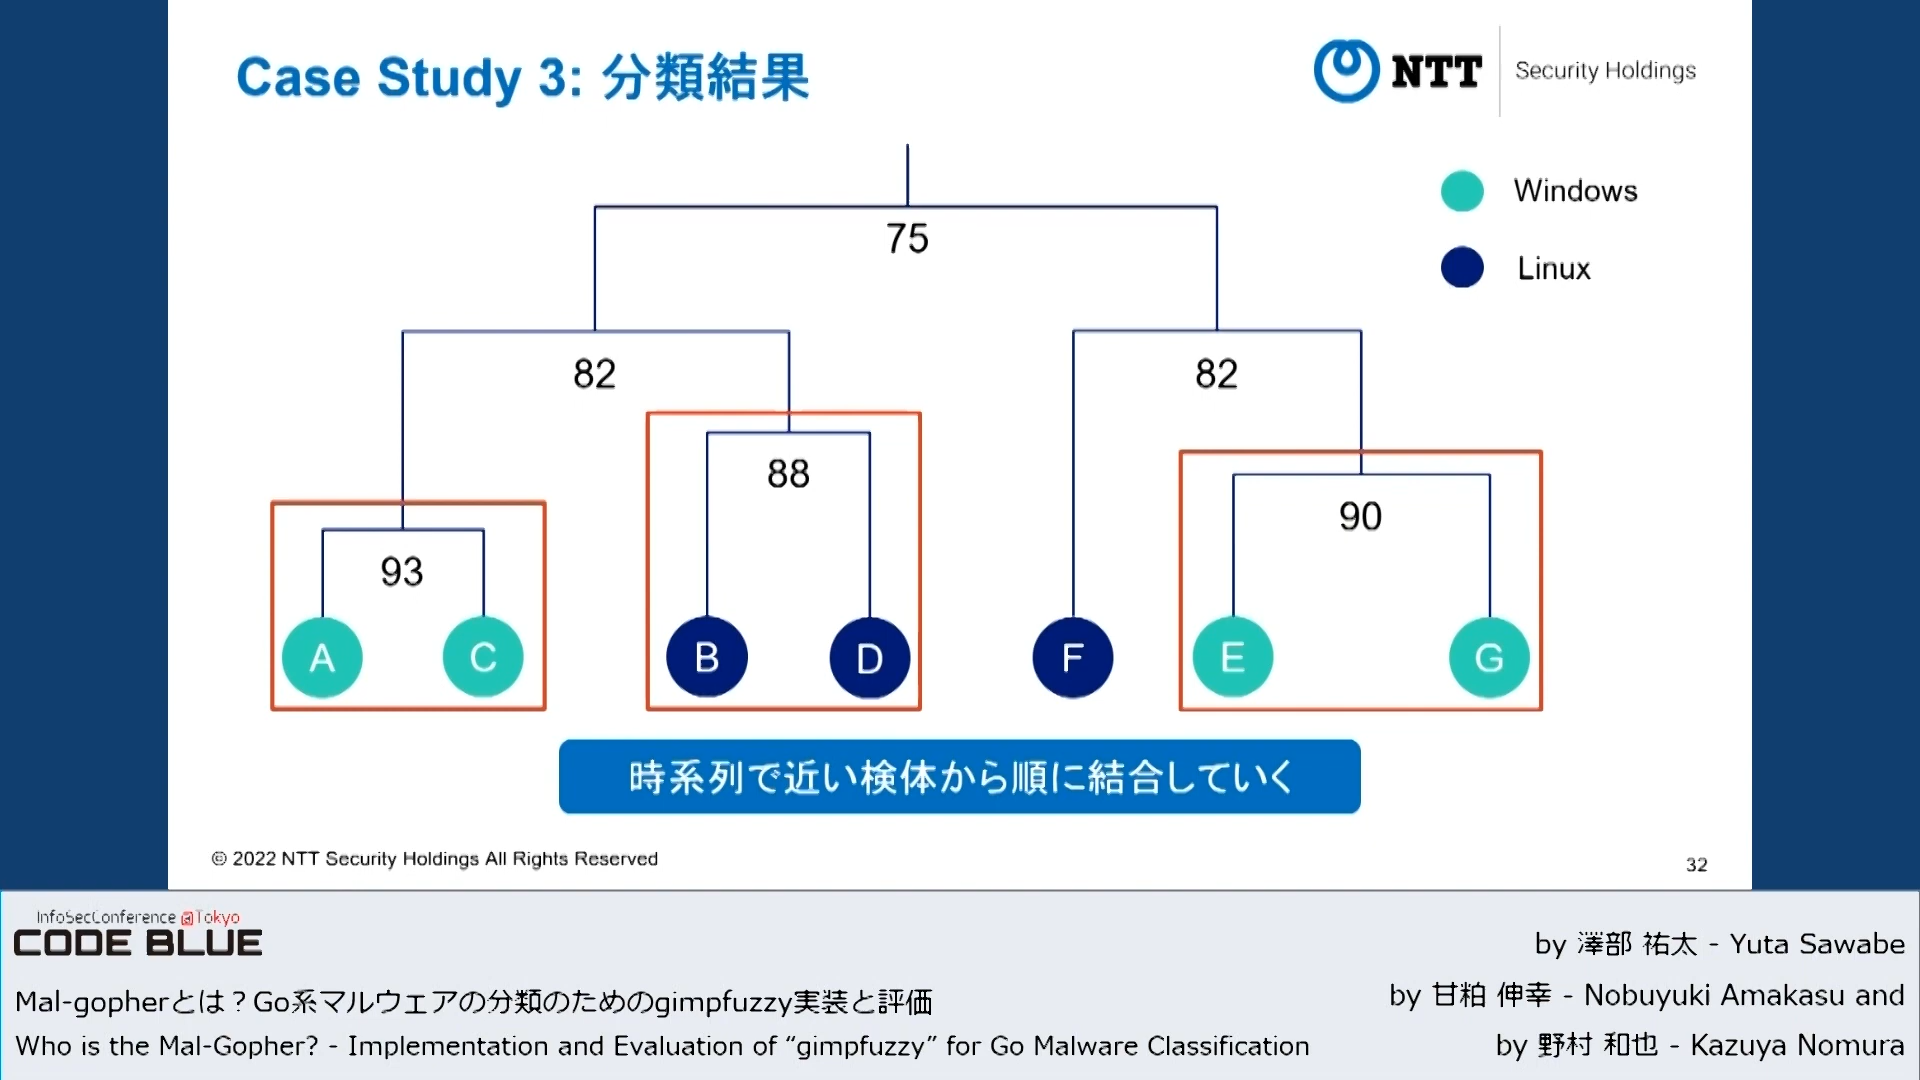 Case Study 3: 分類結果
NTT
Security Holdings
Windows
Linux
75
82
82
88
90
93
A
C
B
D
F
E
G
時系列で近い検体から順に結合していく
© 2022 NTT Security Holdings All Rights Reserved
32
InfoSecConference @Tokyo
CODE BLUE
by 澤部 祐太 - Yuta Sawabe
Mal-gopherとは？Go系マルウェアの分類のためのgimpfuzzy実装と評価
by 甘粕 伸幸 - Nobuyuki Amakasu and
Who is the Mal-Gopher? - Implementation and Evaluation of “gimpfuzzy” for Go Malware Classification
by 野村 和也 - Kazuya Nomura